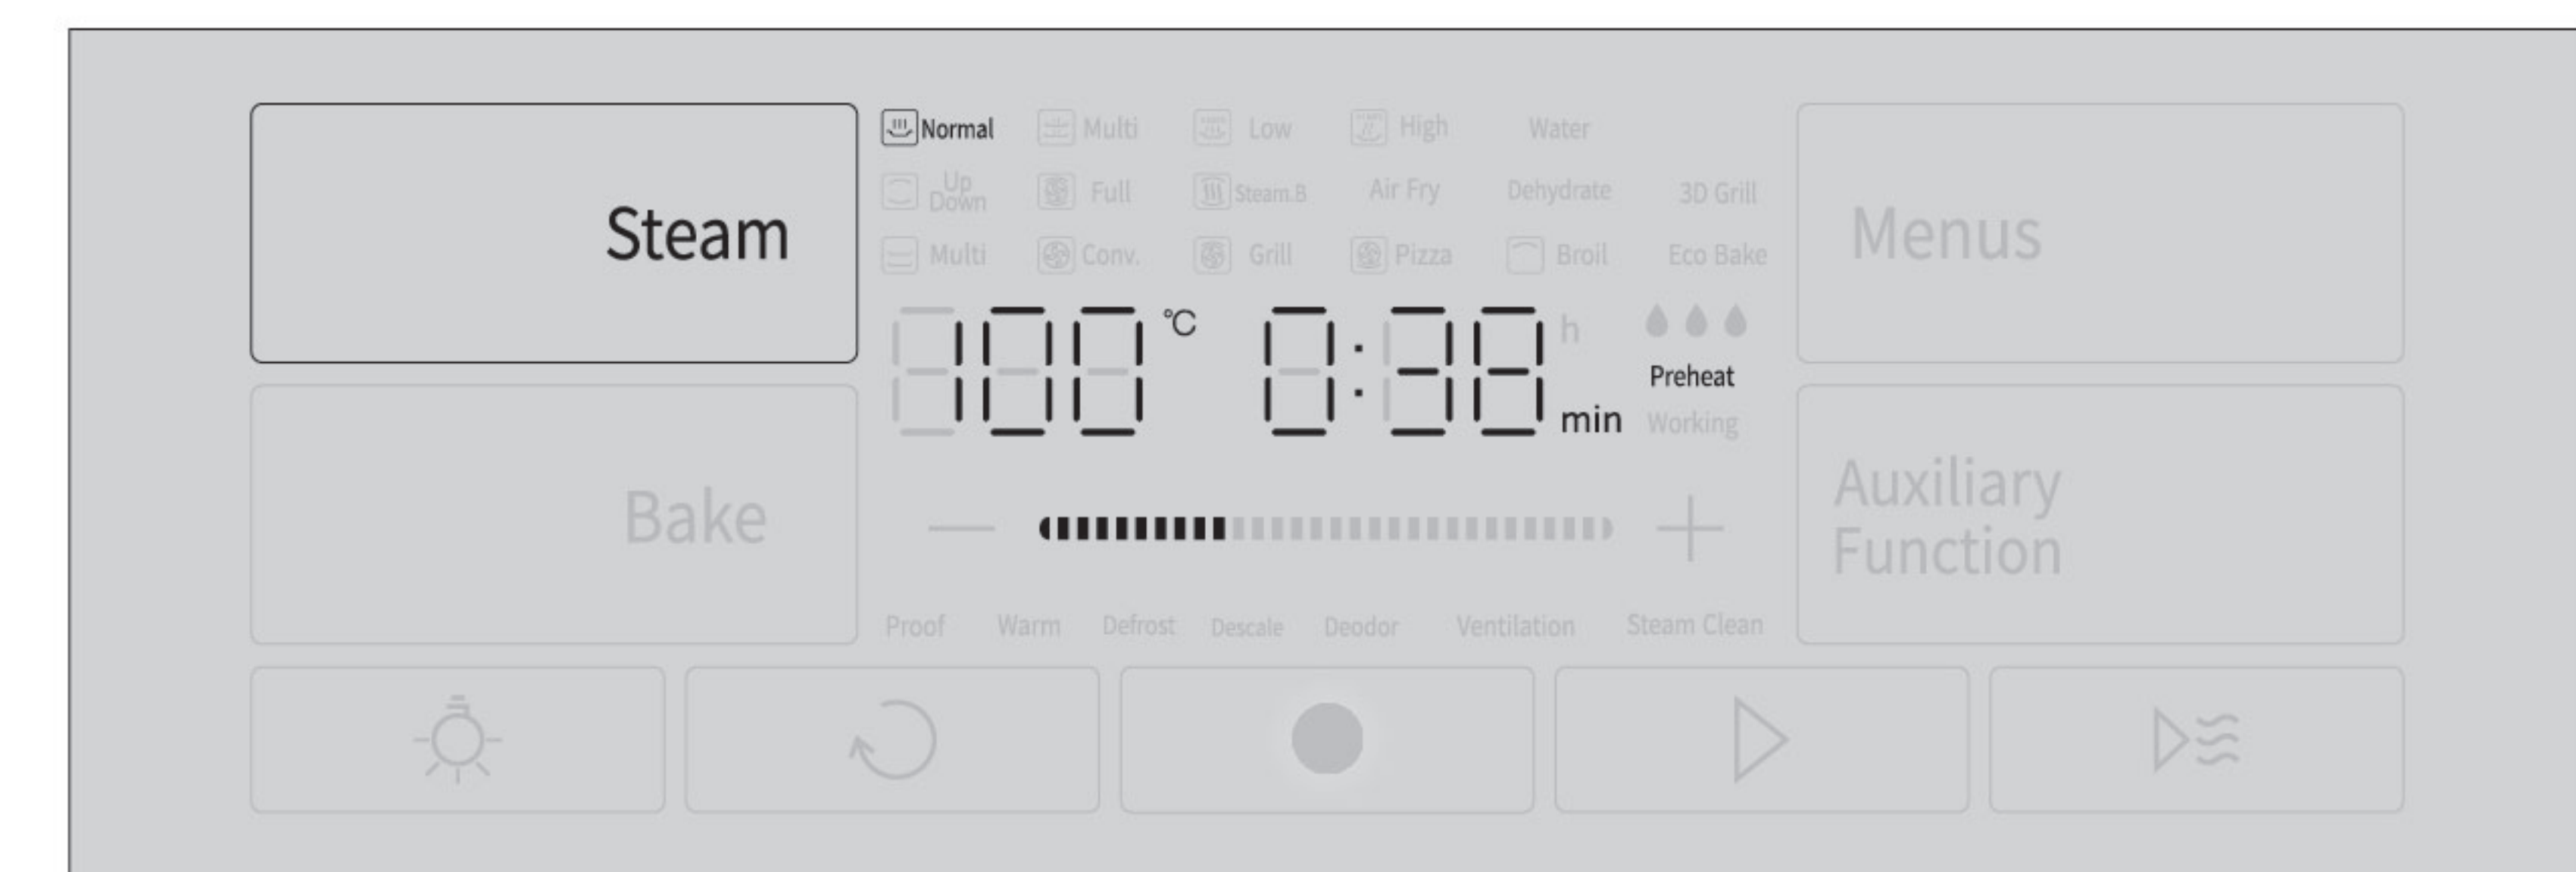 Normal Multi Low High Water
Up Down Full Steam.B Air Fry Dehydrate 3D Grill
Multi Conv. Grill Pizza Broil Eco Bake
Steam
Menus
100 °C 0:38 h min
Preheat
Working
Bake
Auxiliary
Function
Proof Warm Defrost Descale Deodor Ventilation Steam Clean